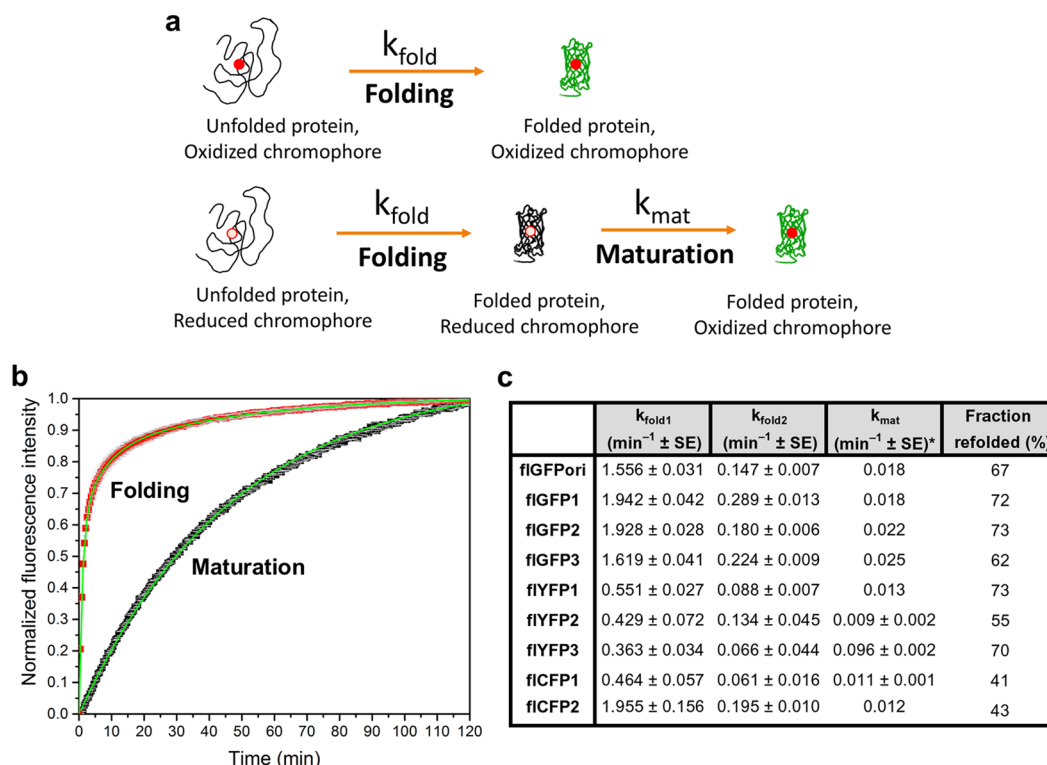 a
k_fold
Folding
Unfolded protein,
Oxidized chromophore
Folded protein,
Oxidized chromophore
k_fold
Folding
k_mat
Maturation
Unfolded protein,
Reduced chromophore
Folded protein,
Reduced chromophore
Folded protein,
Oxidized chromophore
b
Normalized fluorescence intensity
1.0
0.9
0.8
0.7
0.6
0.5
0.4
0.3
0.2
0.1
0.0
Folding
Maturation
0 10 20 30 40 50 60 70 80 90 100 110 120
Time (min)
c
k_fold1 (min⁻¹ ± SE) k_fold2 (min⁻¹ ± SE) k_mat (min⁻¹ ± SE)* Fraction refolded (%)
flGFPori 1.556 ± 0.031 0.147 ± 0.007 0.018 67
flGFP1 1.942 ± 0.042 0.289 ± 0.013 0.018 72
flGFP2 1.928 ± 0.028 0.180 ± 0.006 0.022 73
flGFP3 1.619 ± 0.041 0.224 ± 0.009 0.025 62
flYFP1 0.551 ± 0.027 0.088 ± 0.007 0.013 73
flYFP2 0.429 ± 0.072 0.134 ± 0.045 0.009 ± 0.002 55
flYFP3 0.363 ± 0.034 0.066 ± 0.044 0.096 ± 0.002 70
flCFP1 0.464 ± 0.057 0.061 ± 0.016 0.011 ± 0.001 41
flCFP2 1.955 ± 0.156 0.195 ± 0.010 0.012 43